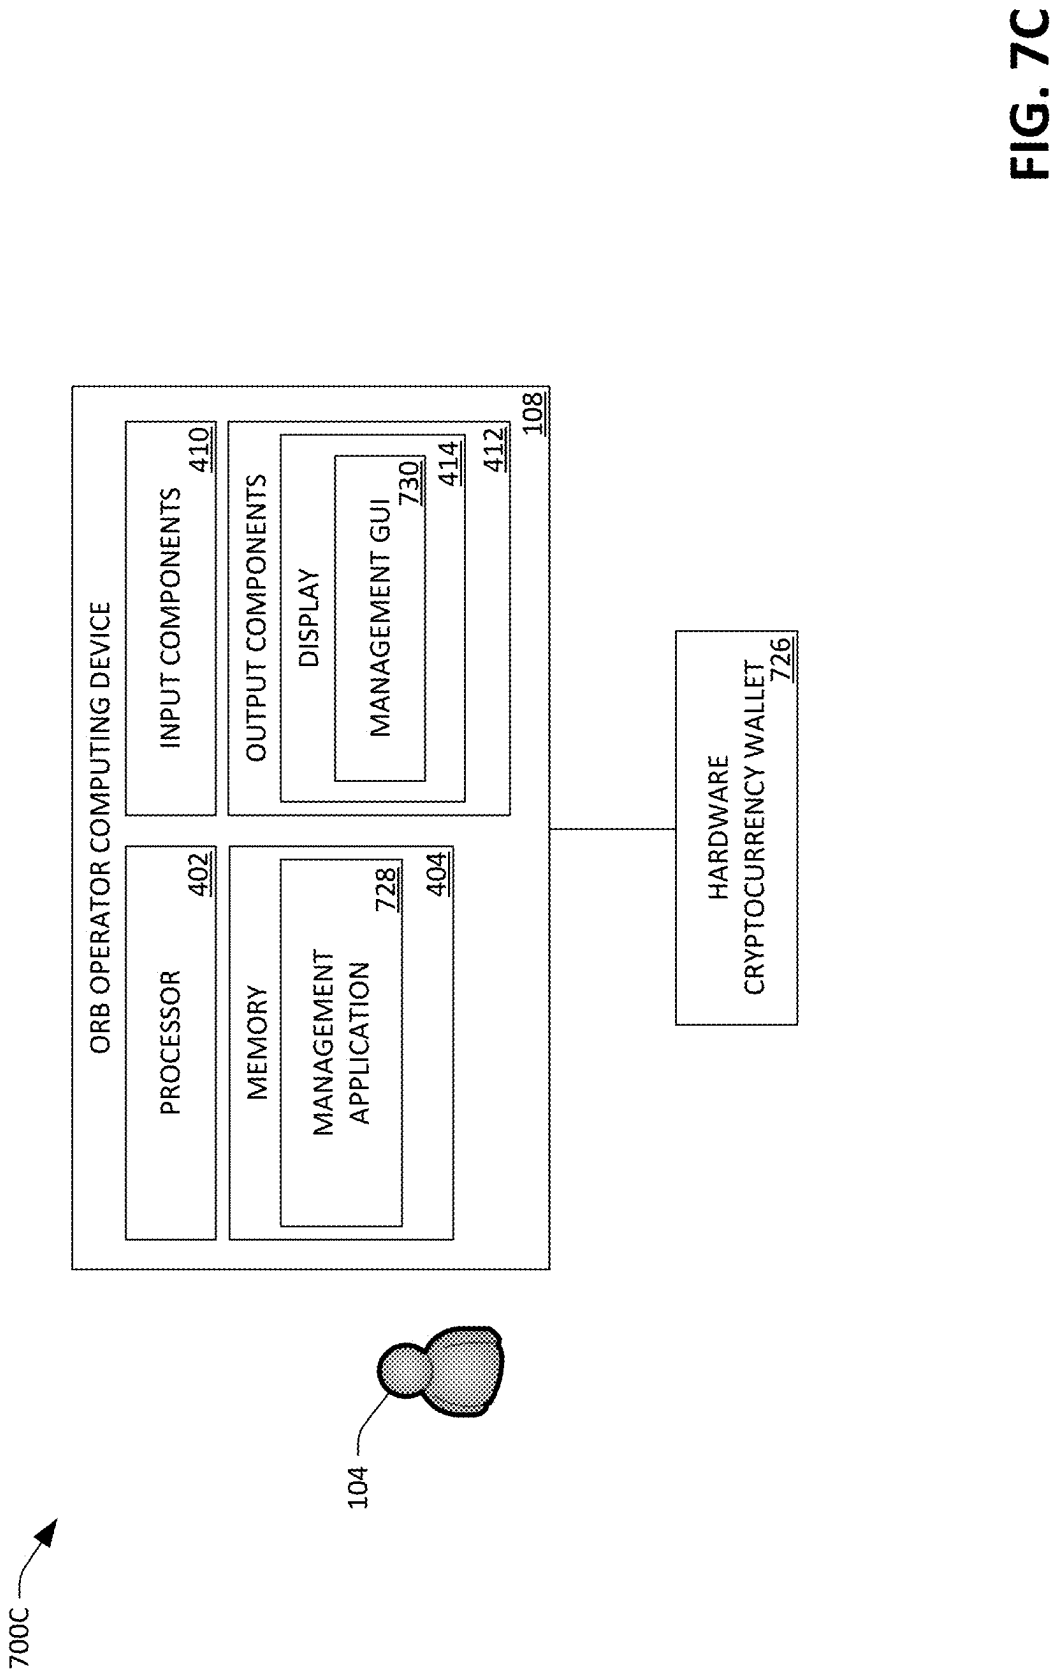 700C
104
ORB OPERATOR COMPUTING DEVICE
PROCESSOR
402
INPUT COMPONENTS
410
MEMORY
MANAGEMENT
APPLICATION
728
404
OUTPUT COMPONENTS
DISPLAY
MANAGEMENT GUI
730
414
412
108
HARDWARE
CRYPTOCURRENCY WALLET
726
FIG. 7C